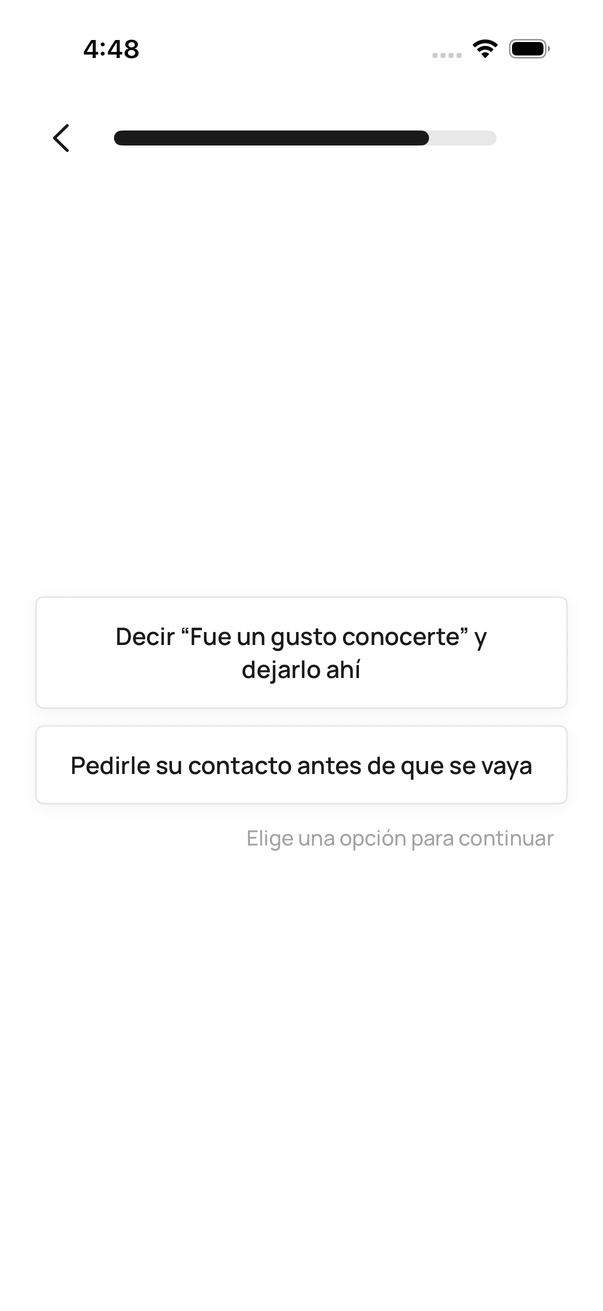 4:48
Decir “Fue un gusto conocerte” y
dejarlo ahí
Pedirle su contacto antes de que se vaya
Elige una opción para continuar